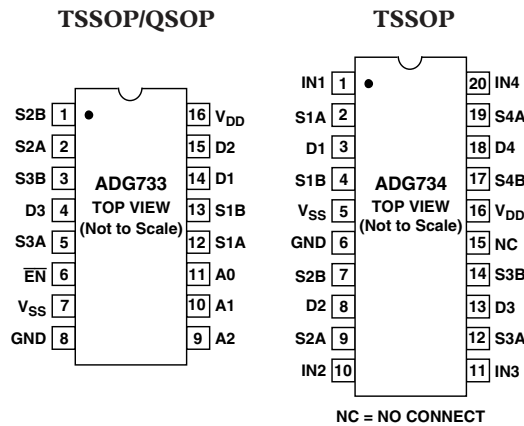 TSSOP/QSOP
S2B 1 16 VDD
S2A 2 15 D2
S3B 3 14 D1
D3 4 13 S1B
S3A 5 12 S1A
EN 6 11 A0
VSS 7 10 A1
GND 8 9 A2
ADG733
TOP VIEW
(Not to Scale)
TSSOP
IN1 1 20 IN4
S1A 2 19 S4A
D1 3 18 D4
S1B 4 17 S4B
VSS 5 16 VDD
GND 6 15 NC
S2B 7 14 S3B
D2 8 13 D3
S2A 9 12 S3A
IN2 10 11 IN3
ADG734
TOP VIEW
(Not to Scale)
NC = NO CONNECT